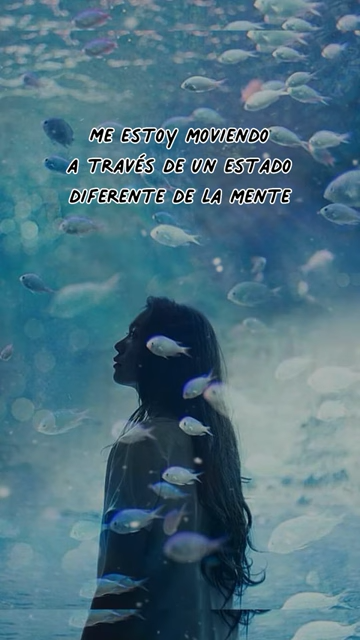 ME ESTOY MOVIENDO
A TRAVÉS DE UN ESTADO
DIFERENTE DE LA MENTE